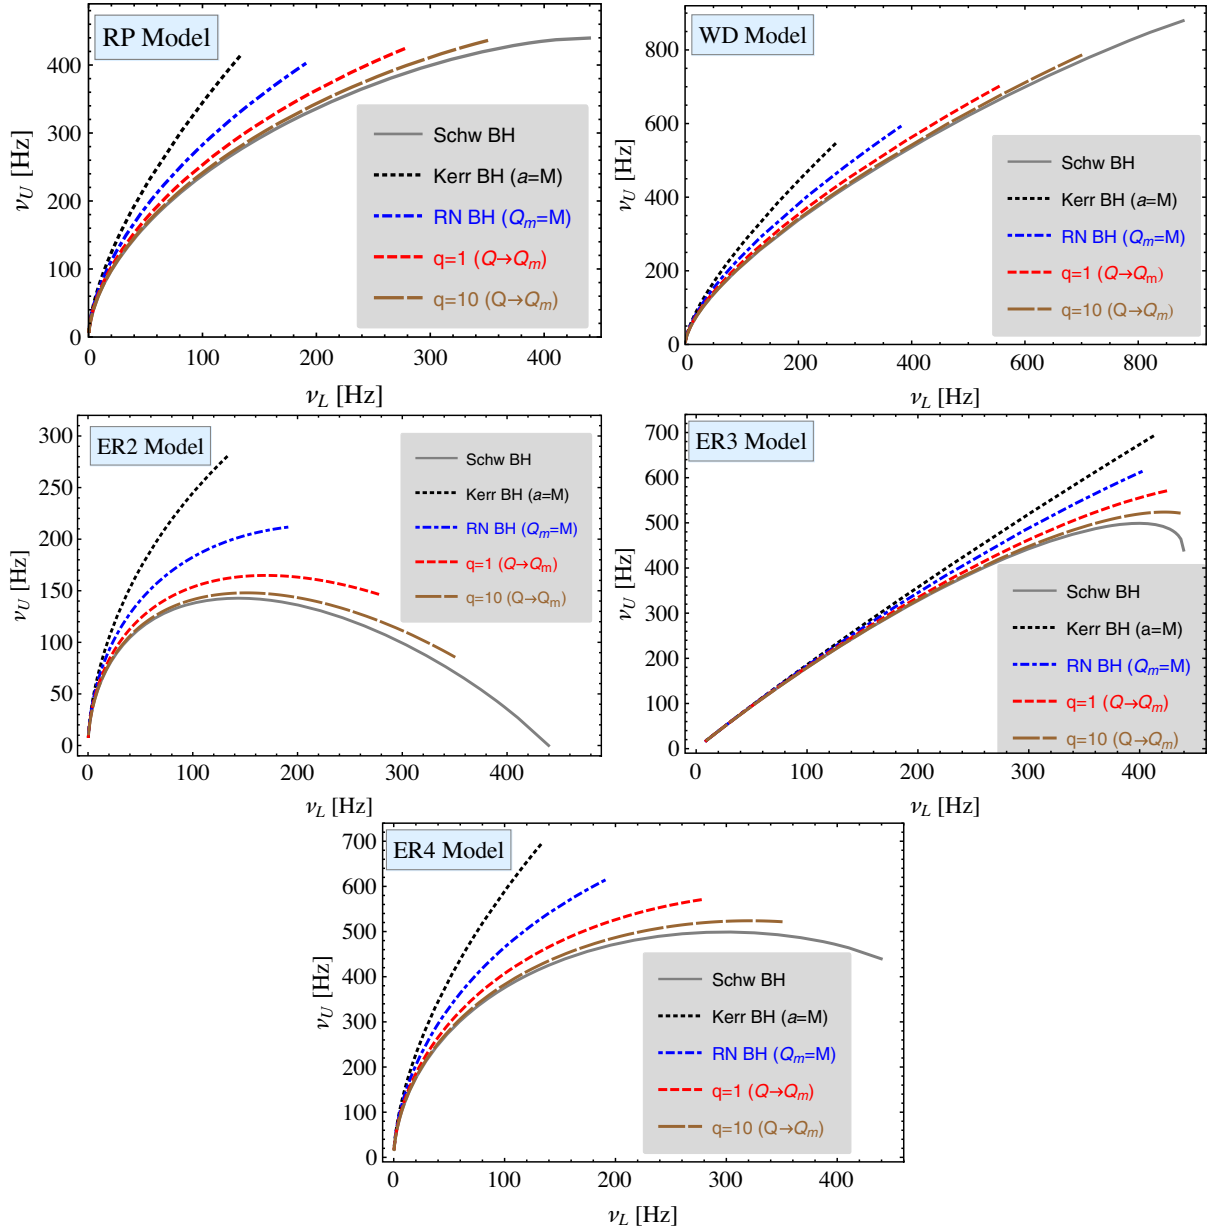 RP Model
ν_U [Hz]
400
300
200
100
0
Schw BH
Kerr BH (a=M)
RN BH (Q_m=M)
q=1 (Q→Q_m)
q=10 (Q→Q_m)
0 100 200 300 400
ν_L [Hz]
WD Model
ν_U [Hz]
800
600
400
200
0
Schw BH
Kerr BH (a=M)
RN BH (Q_m=M)
q=1 (Q→Q_m)
q=10 (Q→Q_m)
0 200 400 600 800
ν_L [Hz]
ER2 Model
ν_U [Hz]
300
250
200
150
100
50
0
Schw BH
Kerr BH (a=M)
RN BH (Q_m=M)
q=1 (Q→Q_m)
q=10 (Q→Q_m)
0 100 200 300 400
ν_L [Hz]
ER3 Model
ν_U [Hz]
700
600
500
400
300
200
100
0
Schw BH
Kerr BH (a=M)
RN BH (Q_m=M)
q=1 (Q→Q_m)
q=10 (Q→Q_m)
0 100 200 300 400
ν_L [Hz]
ER4 Model
ν_U [Hz]
700
600
500
400
300
200
100
0
Schw BH
Kerr BH (a=M)
RN BH (Q_m=M)
q=1 (Q→Q_m)
q=10 (Q→Q_m)
0 100 200 300 400
ν_L [Hz]